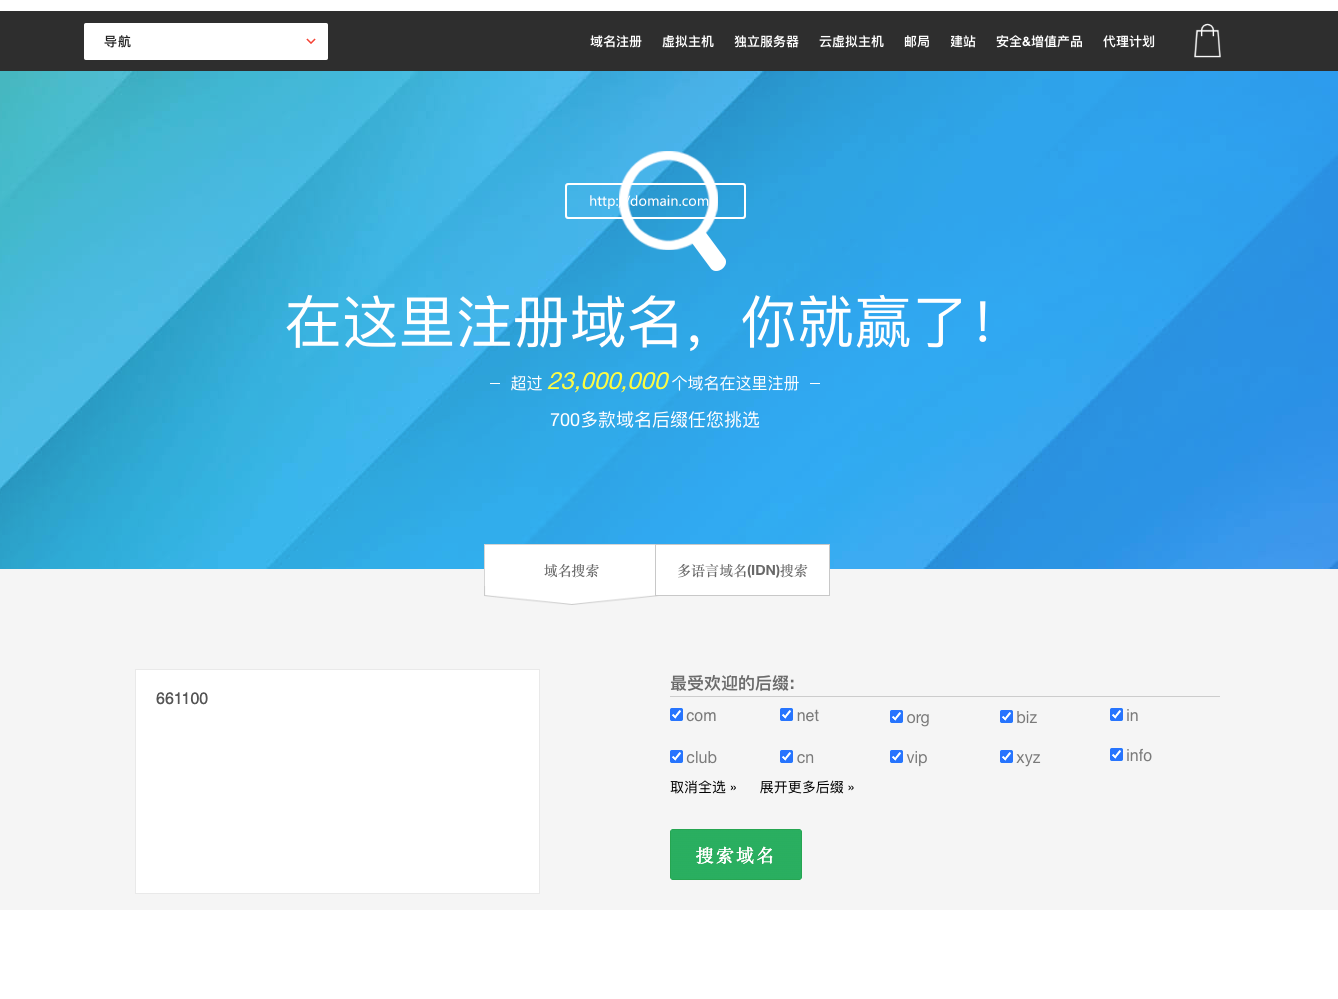 导航
域名注册 虚拟主机 独立服务器 云虚拟主机 邮局 建站 安全&增值产品 代理计划
http://domain.com
在这里注册域名，你就赢了！
超过 23,000,000 个域名在这里注册
700多款域名后缀任您挑选
域名搜索 多语言域名(IDN)搜索
661100
最受欢迎的后缀:
com net org biz in
club cn vip xyz info
取消全选 » 展开更多后缀 »
搜索域名